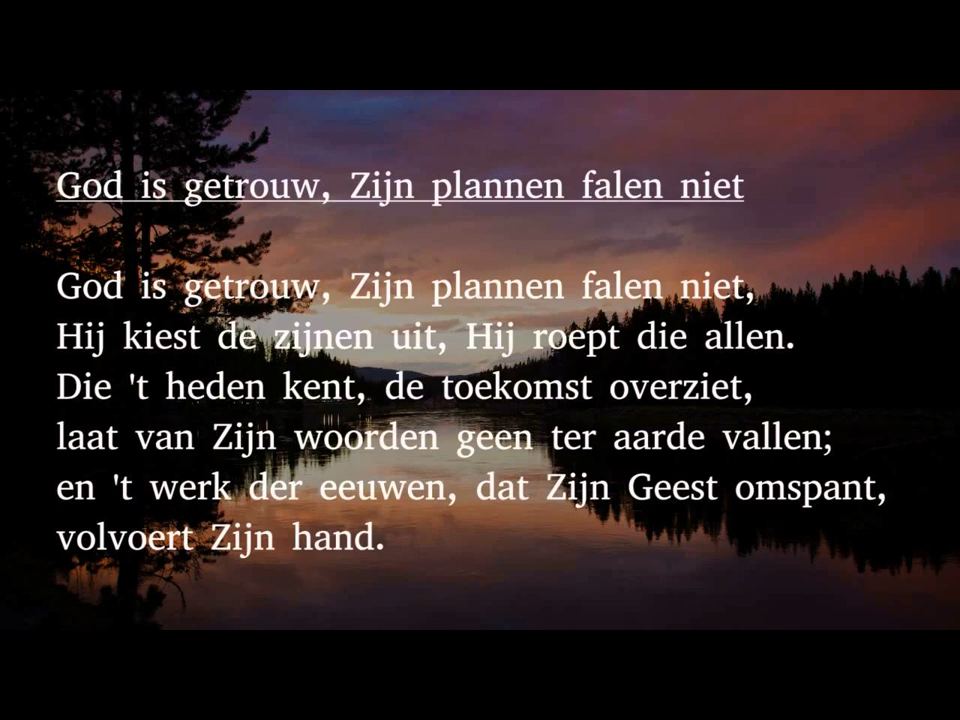 God is getrouw, Zijn plannen falen niet
God is getrouw, Zijn plannen falen niet,
Hij kiest de zijnen uit, Hij roept die allen.
Die 't heden kent, de toekomst overziet,
laat van Zijn woorden geen ter aarde vallen;
en 't werk der eeuwen, dat Zijn Geest omspant,
volvoert Zijn hand.